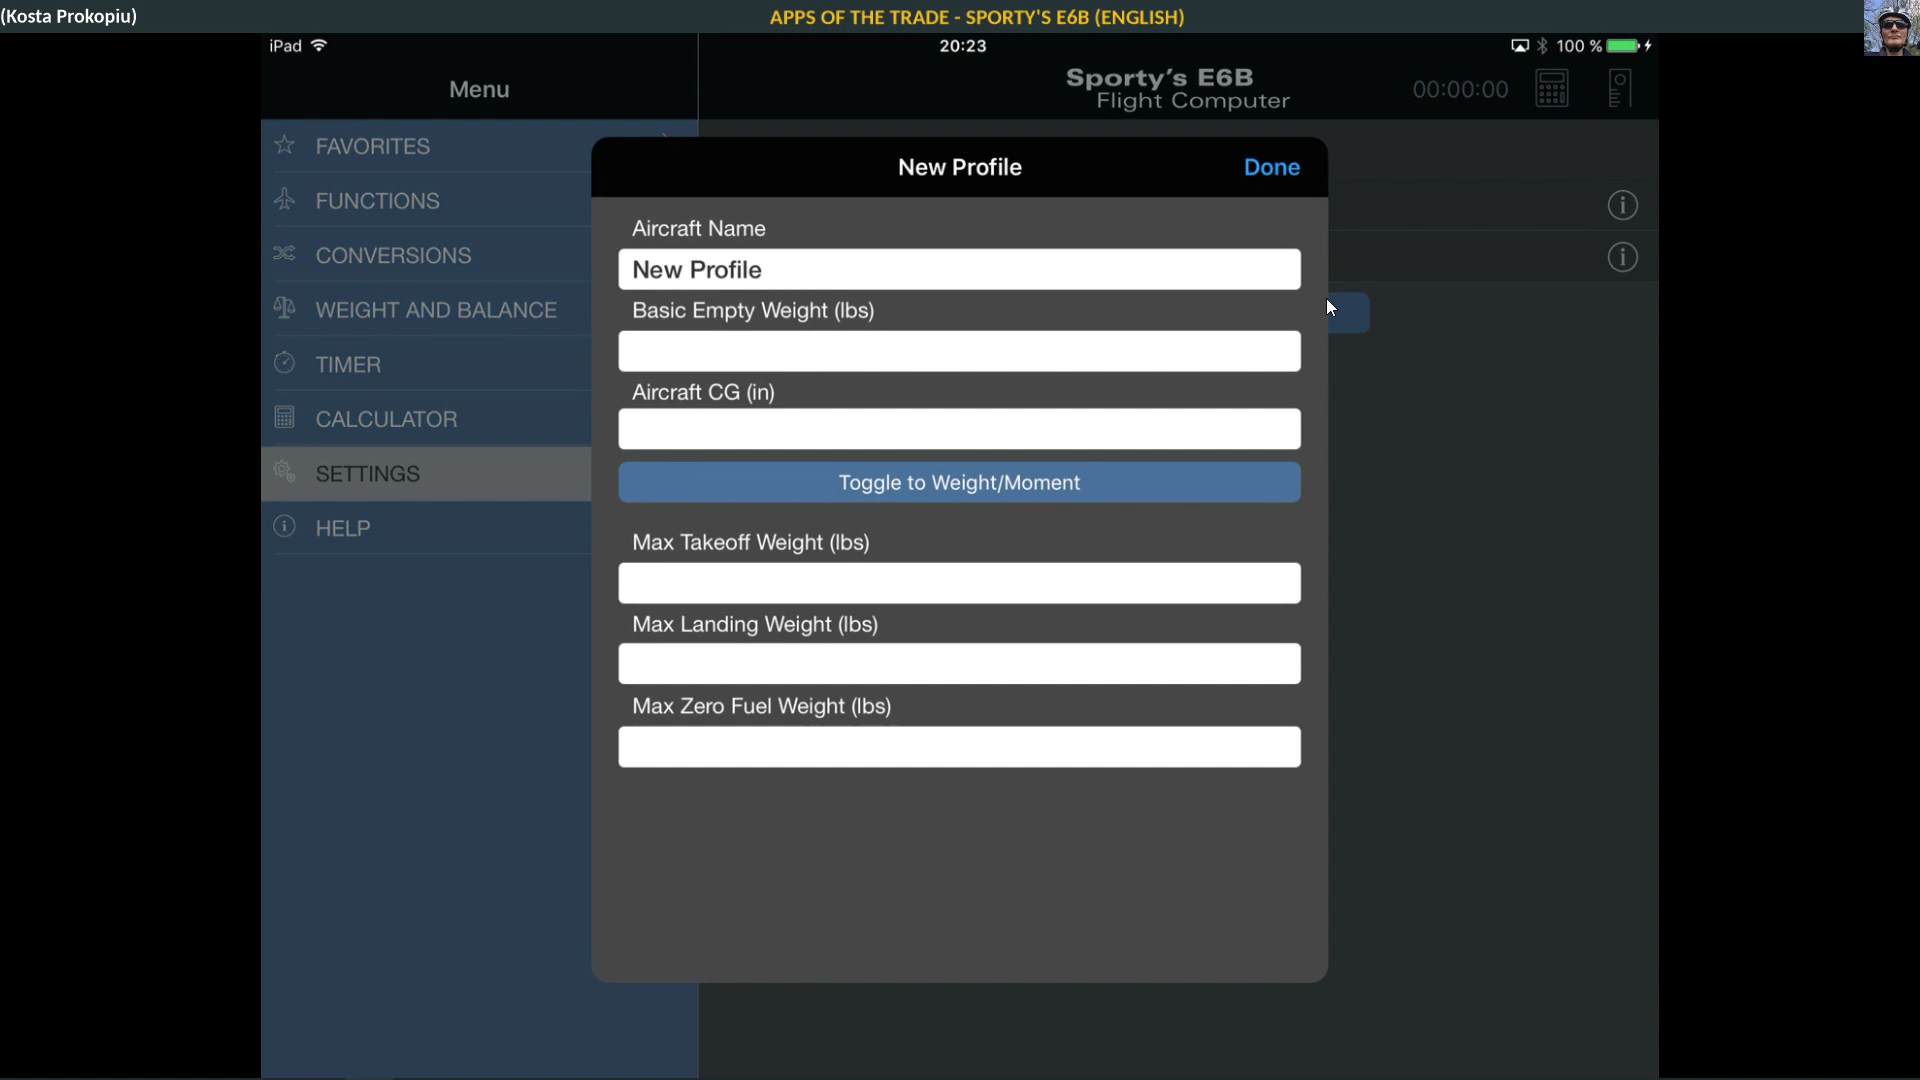 (Kosta Prokopiu)
APPS OF THE TRADE - SPORTY'S E6B (ENGLISH)
iPad
20:23
100 %
Menu
Sporty's E6B
Flight Computer
00:00:00
FAVORITES
FUNCTIONS
CONVERSIONS
WEIGHT AND BALANCE
TIMER
CALCULATOR
SETTINGS
HELP
New Profile
Done
Aircraft Name
New Profile
Basic Empty Weight (lbs)
Aircraft CG (in)
Toggle to Weight/Moment
Max Takeoff Weight (lbs)
Max Landing Weight (lbs)
Max Zero Fuel Weight (lbs)